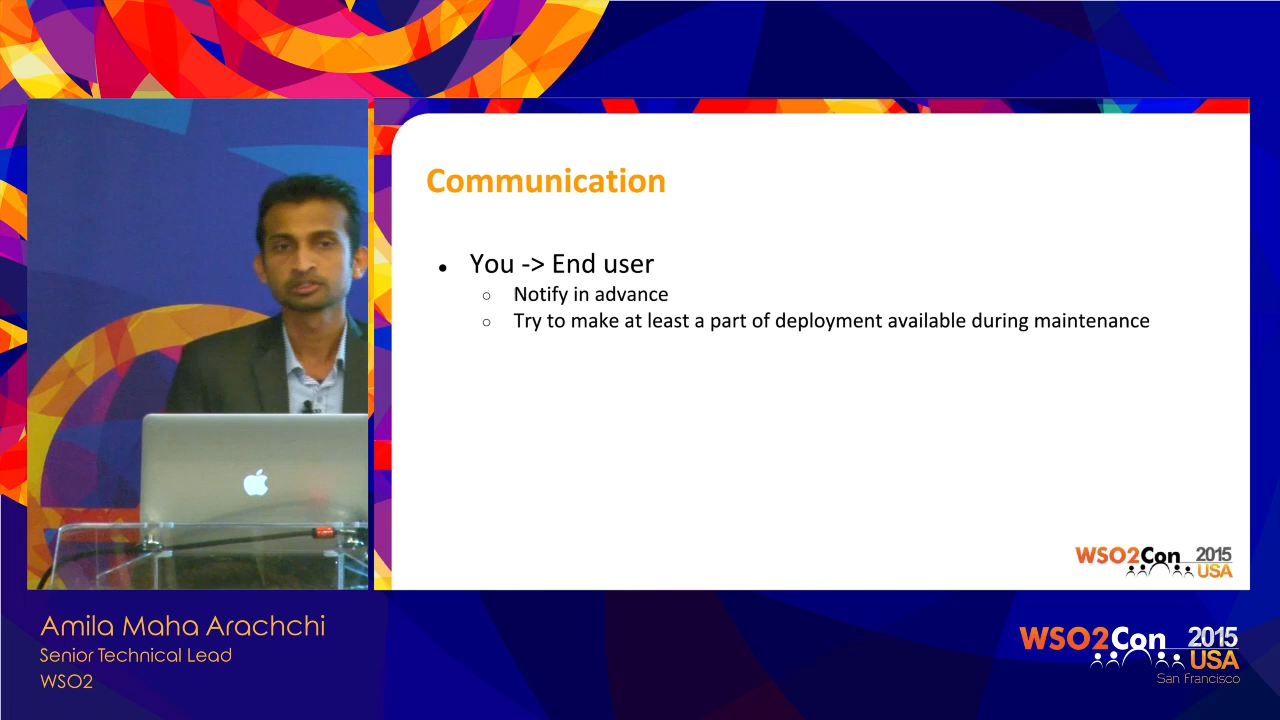 Communication
● You -> End user
○ Notify in advance
○ Try to make at least a part of deployment available during maintenance
WSO2Con 2015
USA
Amila Maha Arachchi
Senior Technical Lead
WSO2
WSO2Con 2015
USA
San Francisco